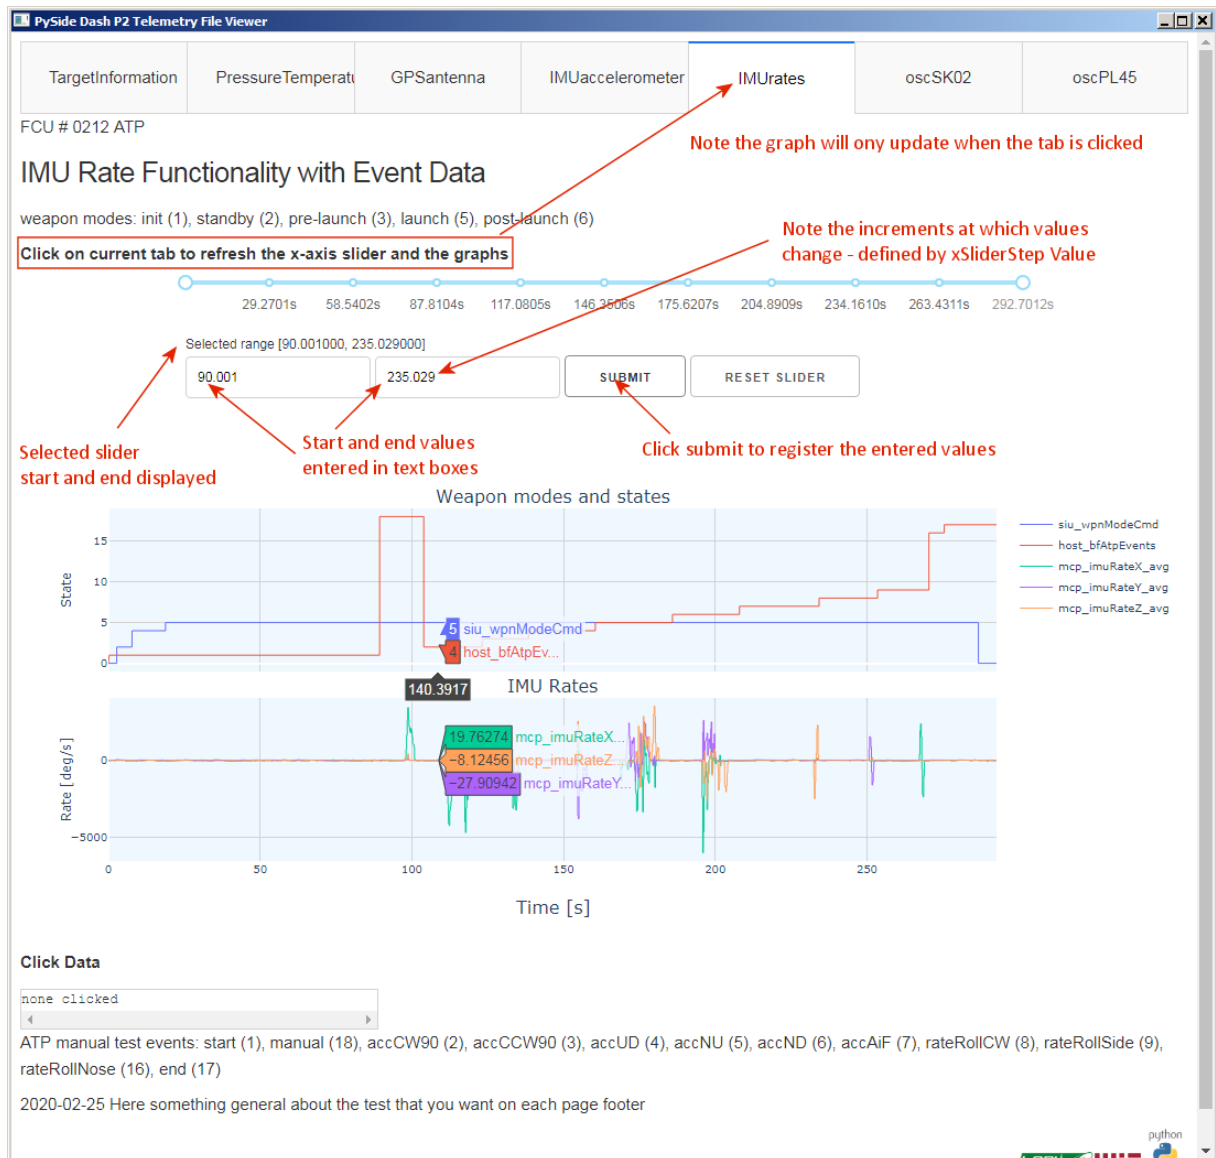 PySide Dash P2 Telemetry File Viewer
TargetInformation PressureTemperatu GPSantenna IMUaccelerometer IMUrates oscSK02 oscPL45
FCU # 0212 ATP
Note the graph will ony update when the tab is clicked
IMU Rate Functionality with Event Data
weapon modes: init (1), standby (2), pre-launch (3), launch (5), post-launch (6)
Note the increments at which values
change - defined by xSliderStep Value
Click on current tab to refresh the x-axis slider and the graphs
29.2701s 58.5402s 87.8104s 117.0805s 146.3506s 175.6207s 204.8909s 234.1610s 263.4311s 292.7012s
Selected range [90.001000, 235.029000]
90.001 235.029 SUBMIT RESET SLIDER
Selected slider
start and end displayed
Start and end values
entered in text boxes
Click submit to register the entered values
Weapon modes and states
State
15
10
5
0
siu_wpnModeCmd
host_bfAtpEvents
mcp_imuRateX_avg
mcp_imuRateY_avg
mcp_imuRateZ_avg
5 siu_wpnModeCmd
4 host_bfAtpEv...
140.3917
IMU Rates
Rate [deg/s]
0
−5000
19.76274 mcp_imuRateX...
−8.12456 mcp_imuRateZ...
−27.90942 mcp_imuRateY...
0 50 100 150 200 250
Time [s]
Click Data
none clicked
ATP manual test events: start (1), manual (18), accCW90 (2), accCCW90 (3), accUD (4), accNU (5), accND (6), accAiF (7), rateRollCW (8), rateRollSide (9),
rateRollNose (16), end (17)
2020-02-25 Here something general about the test that you want on each page footer
python